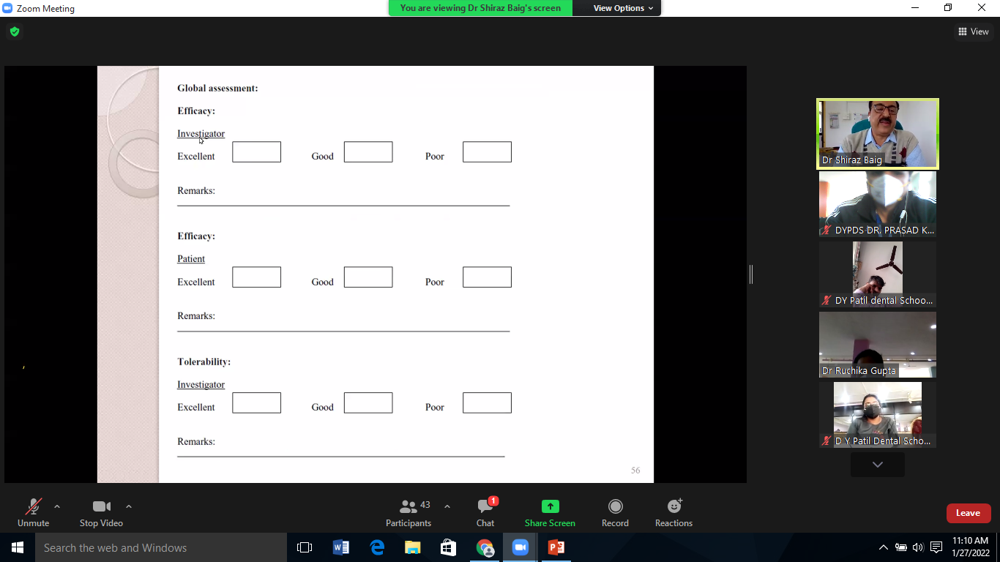 Zoom Meeting
You are viewing Dr Shiraz Baig's screen
View Options
View
Global assessment:
Efficacy:
Investigator
Excellent Good Poor
Remarks:
Efficacy:
Patient
Excellent Good Poor
Remarks:
Tolerability:
Investigator
Excellent Good Poor
Remarks:
56
Dr Shiraz Baig
DYPDS DR. PRASAD K...
DY Patil dental Schoo...
Dr Ruchika Gupta
D Y Patil Dental Scho...
Unmute
Stop Video
43
Participants
1
Chat
Share Screen
Record
Reactions
Leave
Search the web and Windows
11:10 AM
1/27/2022